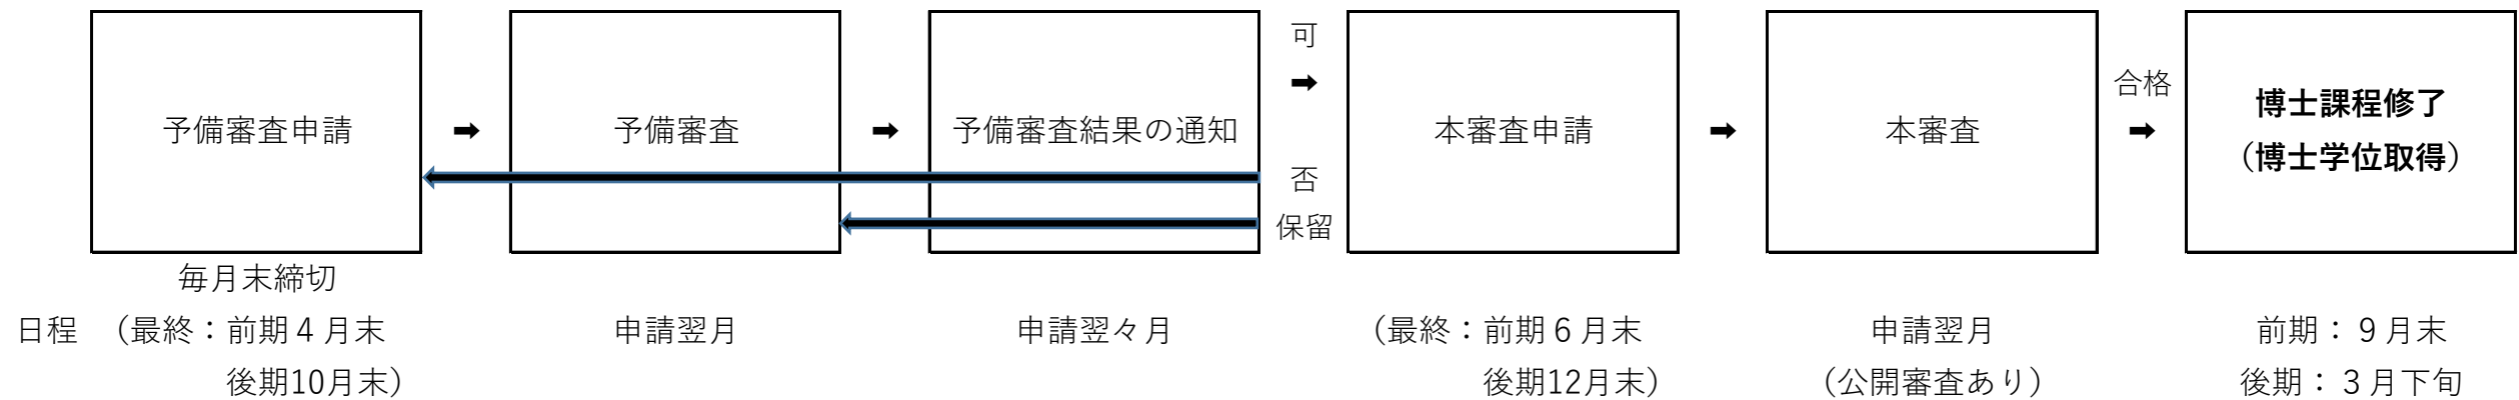 予備審査申請
➡
予備審査
➡
予備審査結果の通知
可
➡
否
保留
本審査申請
➡
本審査
合格
➡
博士課程修了
（博士学位取得）
日程
毎月末締切
（最終：前期４月末
後期10月末）
申請翌月
申請翌々月
（最終：前期６月末
後期12月末）
申請翌月
（公開審査あり）
前期：９月末
後期：３月下旬